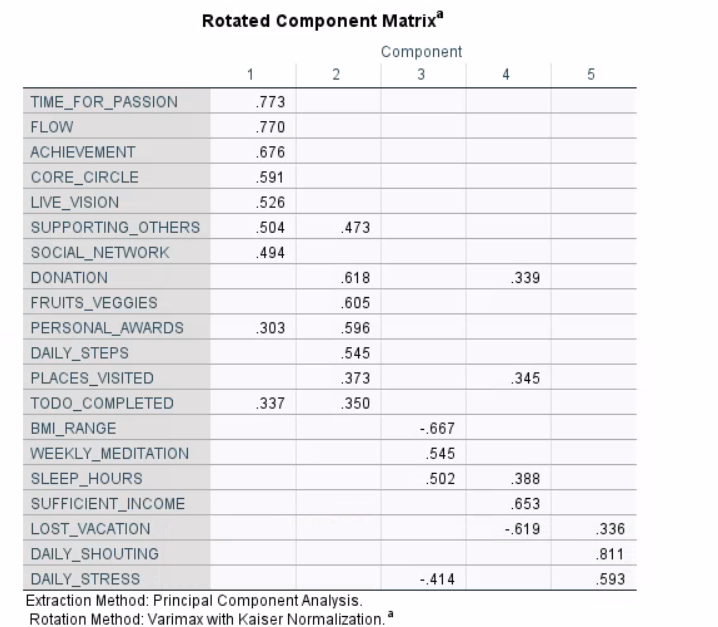 Rotated Component Matrixᵃ
Component
1 2 3 4 5
TIME_FOR_PASSION .773
FLOW .770
ACHIEVEMENT .676
CORE_CIRCLE .591
LIVE_VISION .526
SUPPORTING_OTHERS .504 .473
SOCIAL_NETWORK .494
DONATION .618 .339
FRUITS_VEGGIES .605
PERSONAL_AWARDS .303 .596
DAILY_STEPS .545
PLACES_VISITED .373 .345
TODO_COMPLETED .337 .350
BMI_RANGE -.667
WEEKLY_MEDITATION .545
SLEEP_HOURS .502 .388
SUFFICIENT_INCOME .653
LOST_VACATION -.619 .336
DAILY_SHOUTING .811
DAILY_STRESS -.414 .593
Extraction Method: Principal Component Analysis.
Rotation Method: Varimax with Kaiser Normalization.ᵃ